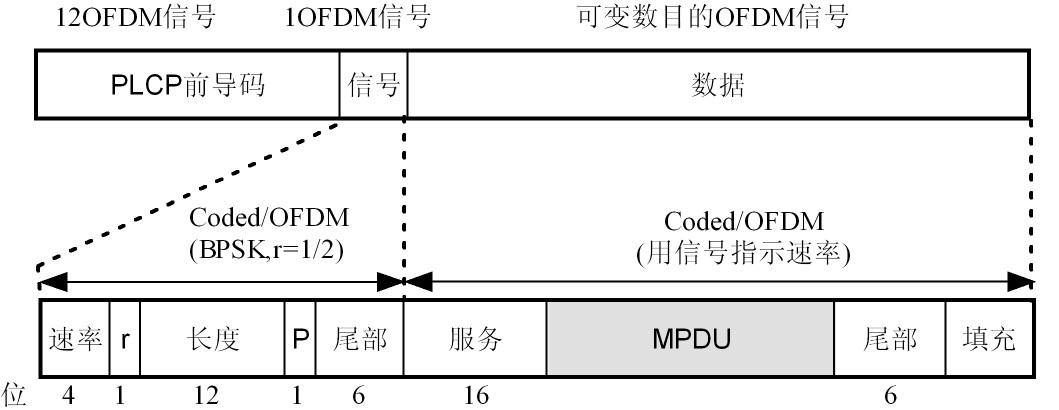 12OFDM信号 1OFDM信号 可变数目的OFDM信号
PLCP前导码 信号 数据
Coded/OFDM
(BPSK,r=1/2)
Coded/OFDM
(用信号指示速率)
速率 r 长度 P 尾部 服务 MPDU 尾部 填充
位 4 1 12 1 6 16 6